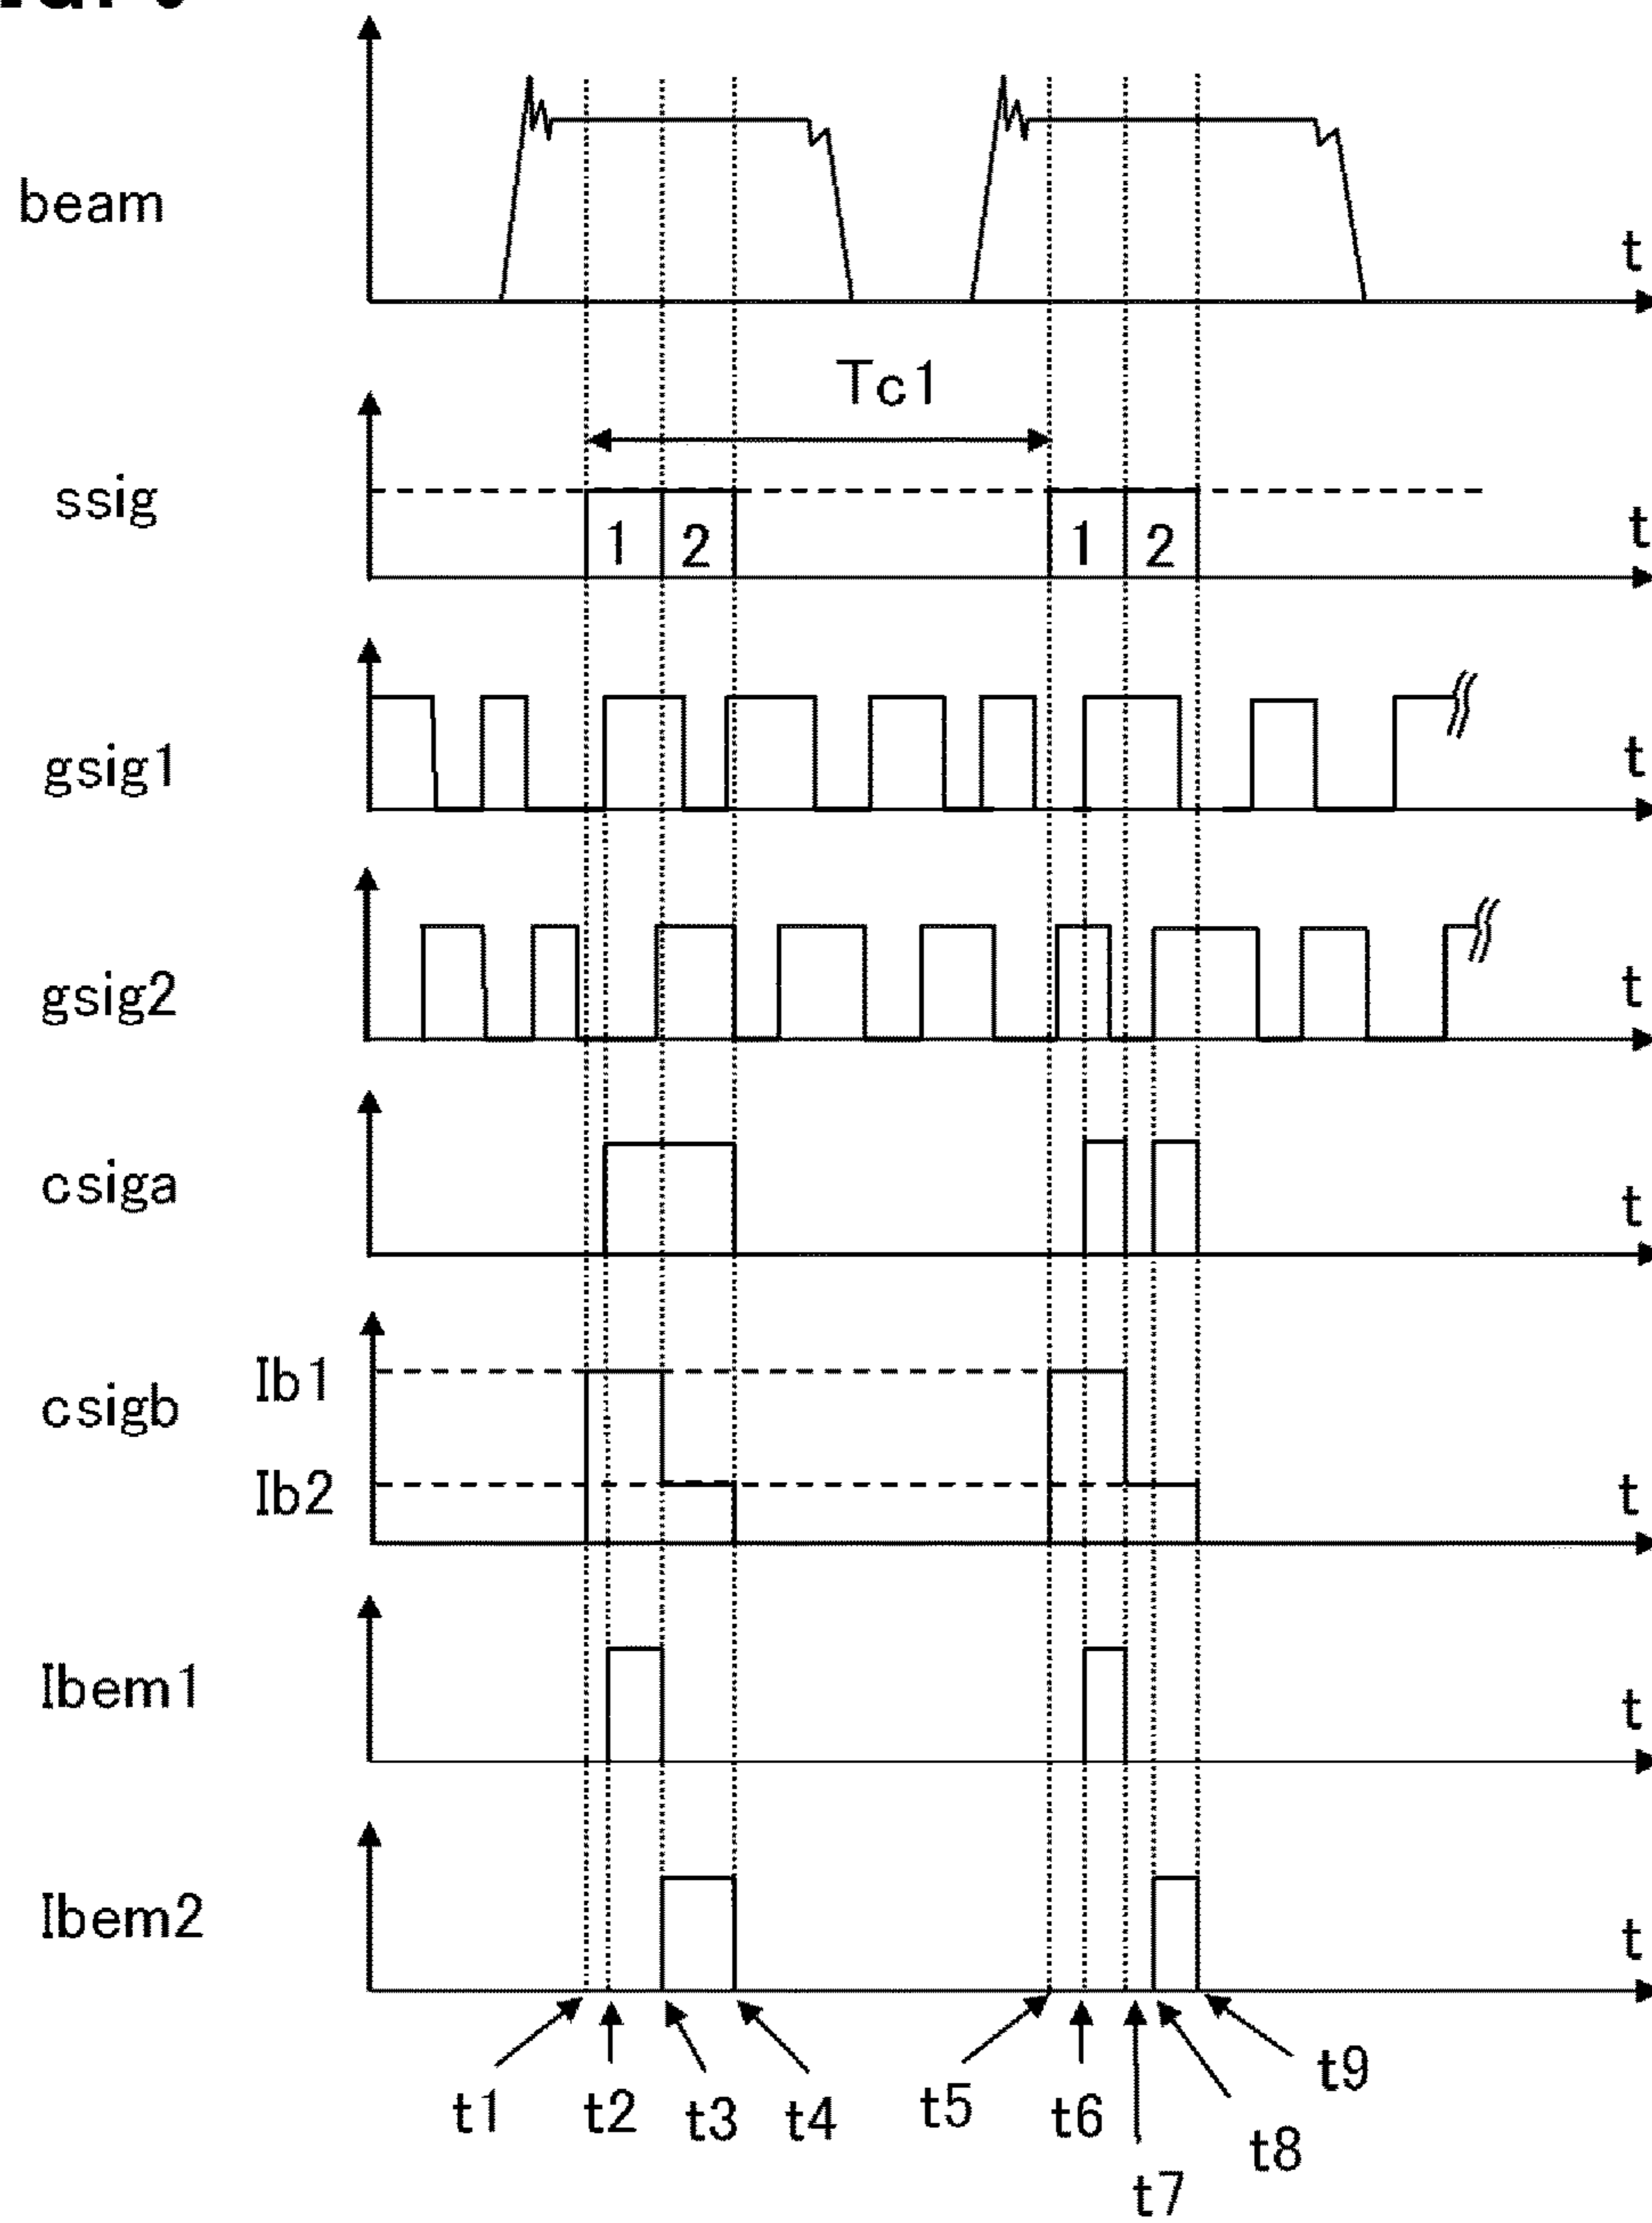 beam
t
Tc1
ssig
1 2 1 2
t
gsig1
t
gsig2
t
csiga
t
Ib1
csigb
Ib2
t
Ibem1
t
Ibem2
t
t1 t2 t3 t4 t5 t6 t7 t8 t9